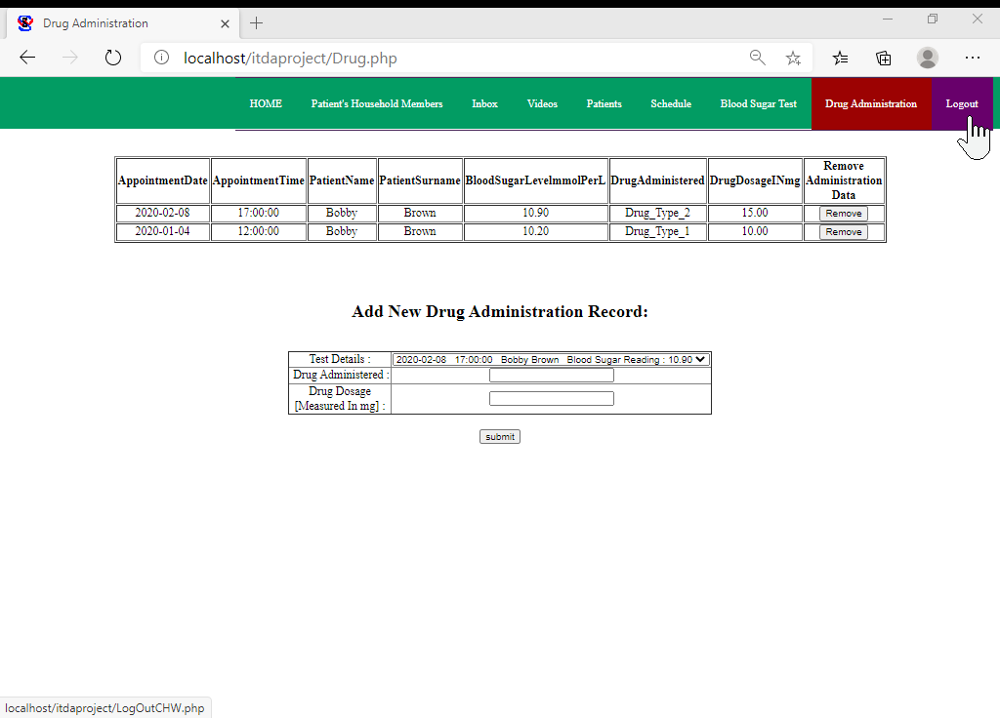 Drug Administration
localhost/itdaproject/Drug.php
HOME Patient's Household Members Inbox Videos Patients Schedule Blood Sugar Test Drug Administration Logout
AppointmentDate AppointmentTime PatientName PatientSurname BloodSugarLevelmmolPerL DrugAdministered DrugDosageINmg Remove Administration Data
2020-02-08 17:00:00 Bobby Brown 10.90 Drug_Type_2 15.00 Remove
2020-01-04 12:00:00 Bobby Brown 10.20 Drug_Type_1 10.00 Remove
Add New Drug Administration Record:
Test Details : 2020-02-08 17:00:00 Bobby Brown Blood Sugar Reading : 10.90
Drug Administered :
Drug Dosage
[Measured In mg] :
submit
localhost/itdaproject/LogOutCHW.php